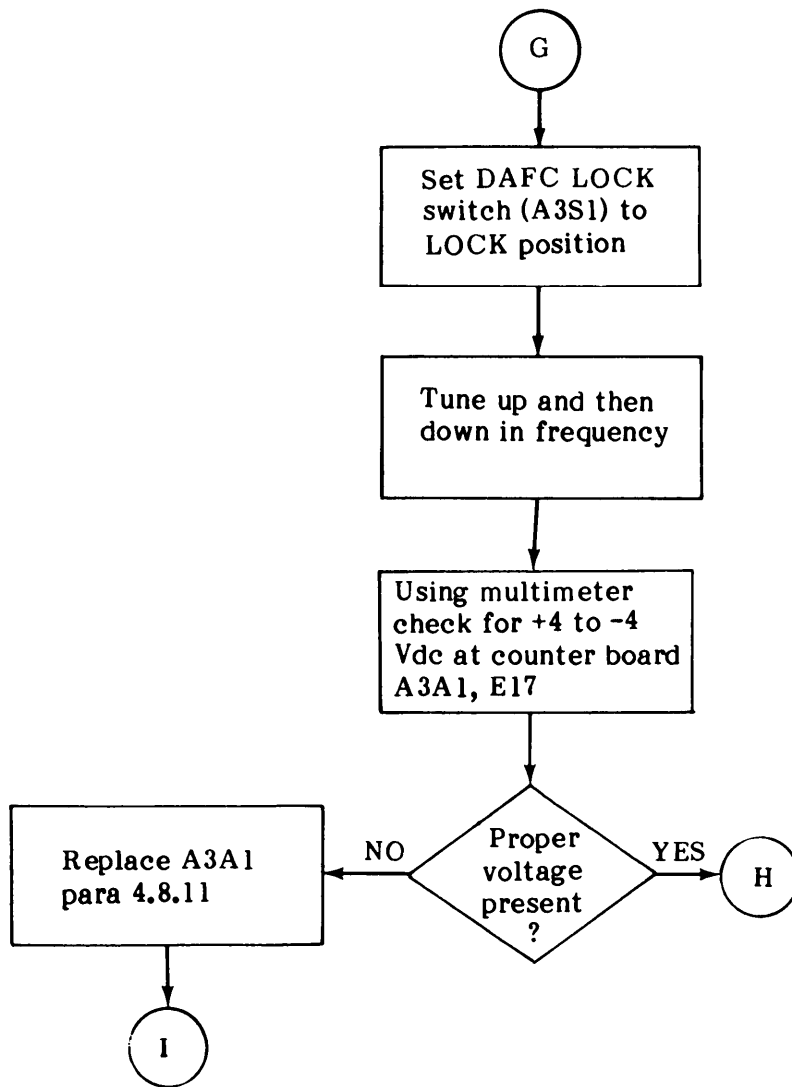 G
Set DAFC LOCK
switch (A3S1) to
LOCK position
Tune up and then
down in frequency
Using multimeter
check for +4 to -4
Vdc at counter board
A3A1, E17
Proper
voltage
present
?
NO
YES
Replace A3A1
para 4.8.11
H
I